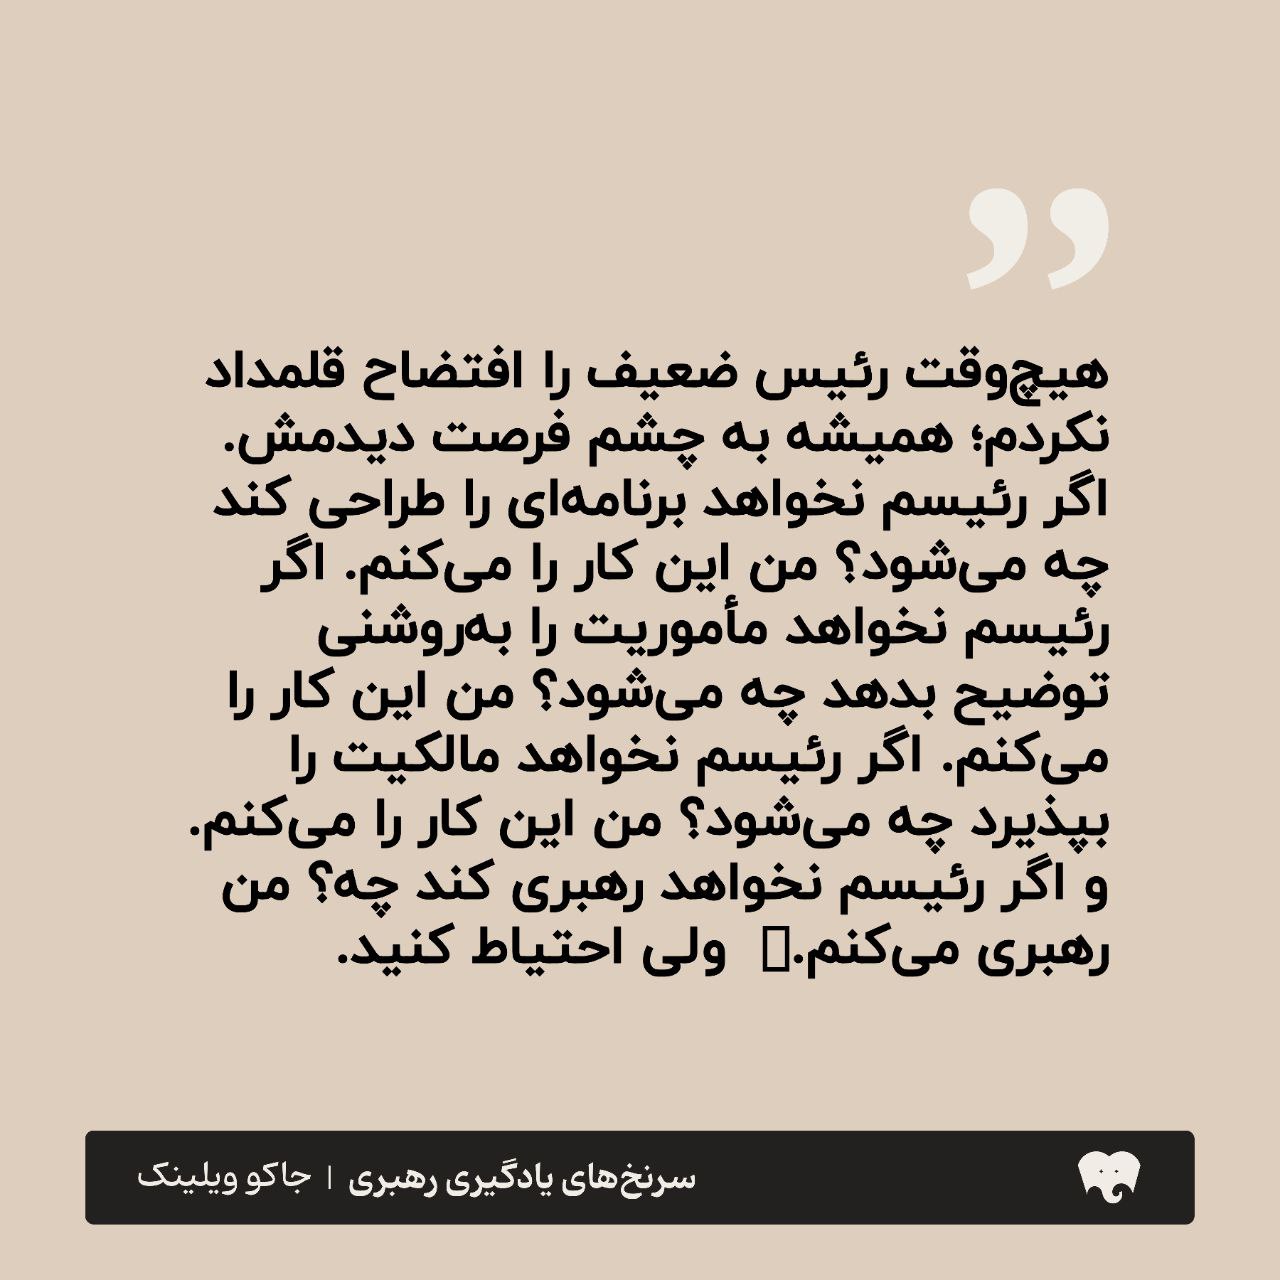 ”
هیچ‌وقت رئیس ضعیف را افتضاح قلمداد
نکردم؛ همیشه به چشم فرصت دیدمش.
اگر رئیسم نخواهد برنامه‌ای را طراحی کند
چه می‌شود؟ من این کار را می‌کنم. اگر
رئیسم نخواهد مأموریت را به‌روشنی
توضیح بدهد چه می‌شود؟ من این کار را
می‌کنم. اگر رئیسم نخواهد مالکیت را
بپذیرد چه می‌شود؟ من این کار را می‌کنم.
و اگر رئیسم نخواهد رهبری کند چه؟ من
رهبری می‌کنم. ولی احتیاط کنید.
سرنخ‌های یادگیری رهبری | جاکو ویلینک